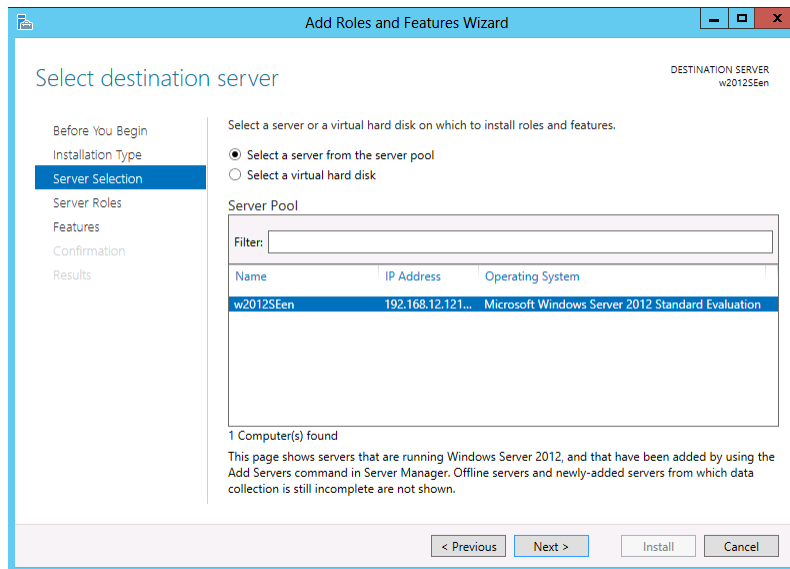 Add Roles and Features Wizard
Select destination server
DESTINATION SERVER
w2012SEen
Before You Begin
Installation Type
Server Selection
Server Roles
Features
Confirmation
Results
Select a server or a virtual hard disk on which to install roles and features.
Select a server from the server pool
Select a virtual hard disk
Server Pool
Filter:
Name IP Address Operating System
w2012SEen 192.168.12.121... Microsoft Windows Server 2012 Standard Evaluation
1 Computer(s) found
This page shows servers that are running Windows Server 2012, and that have been added by using the
Add Servers command in Server Manager. Offline servers and newly-added servers from which data
collection is still incomplete are not shown.
< Previous Next > Install Cancel